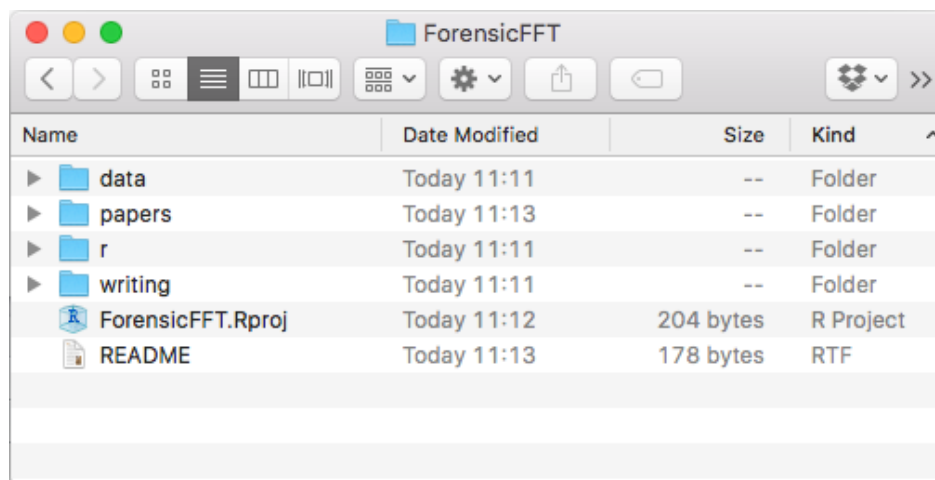 ForensicFFT
Name Date Modified Size Kind
data Today 11:11 -- Folder
papers Today 11:13 -- Folder
r Today 11:11 -- Folder
writing Today 11:11 -- Folder
ForensicFFT.Rproj Today 11:12 204 bytes R Project
README Today 11:13 178 bytes RTF